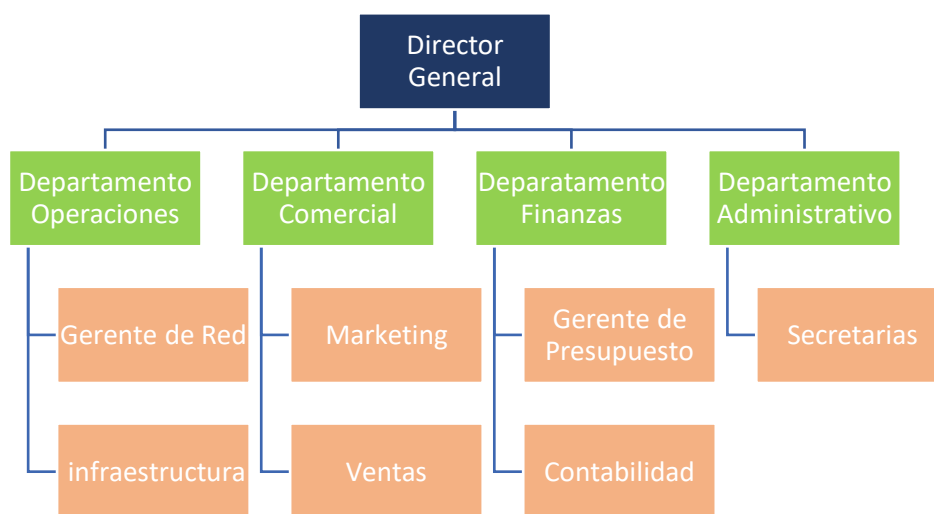 Director
General
Departamento
Operaciones
Departamento
Comercial
Deparatamento
Finanzas
Departamento
Administrativo
Gerente de Red
Marketing
Gerente de
Presupuesto
Secretarias
infraestructura
Ventas
Contabilidad